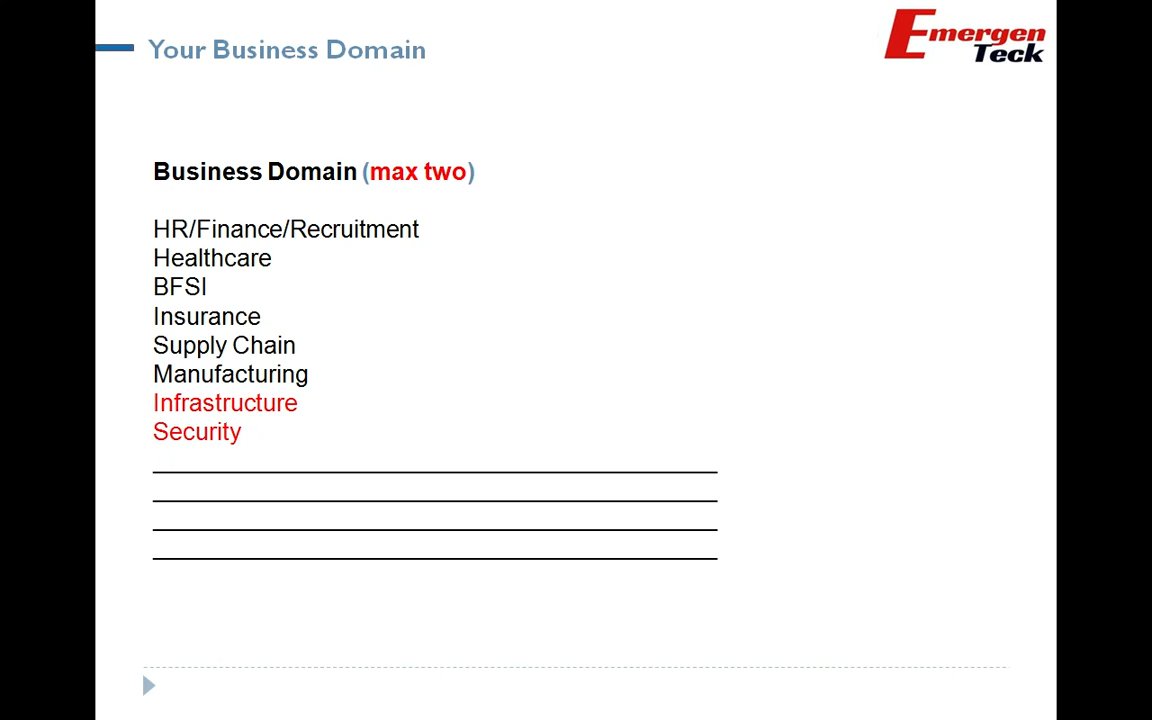 Your Business Domain
Emergen
Teck
Business Domain (max two)
HR/Finance/Recruitment
Healthcare
BFSI
Insurance
Supply Chain
Manufacturing
Infrastructure
Security